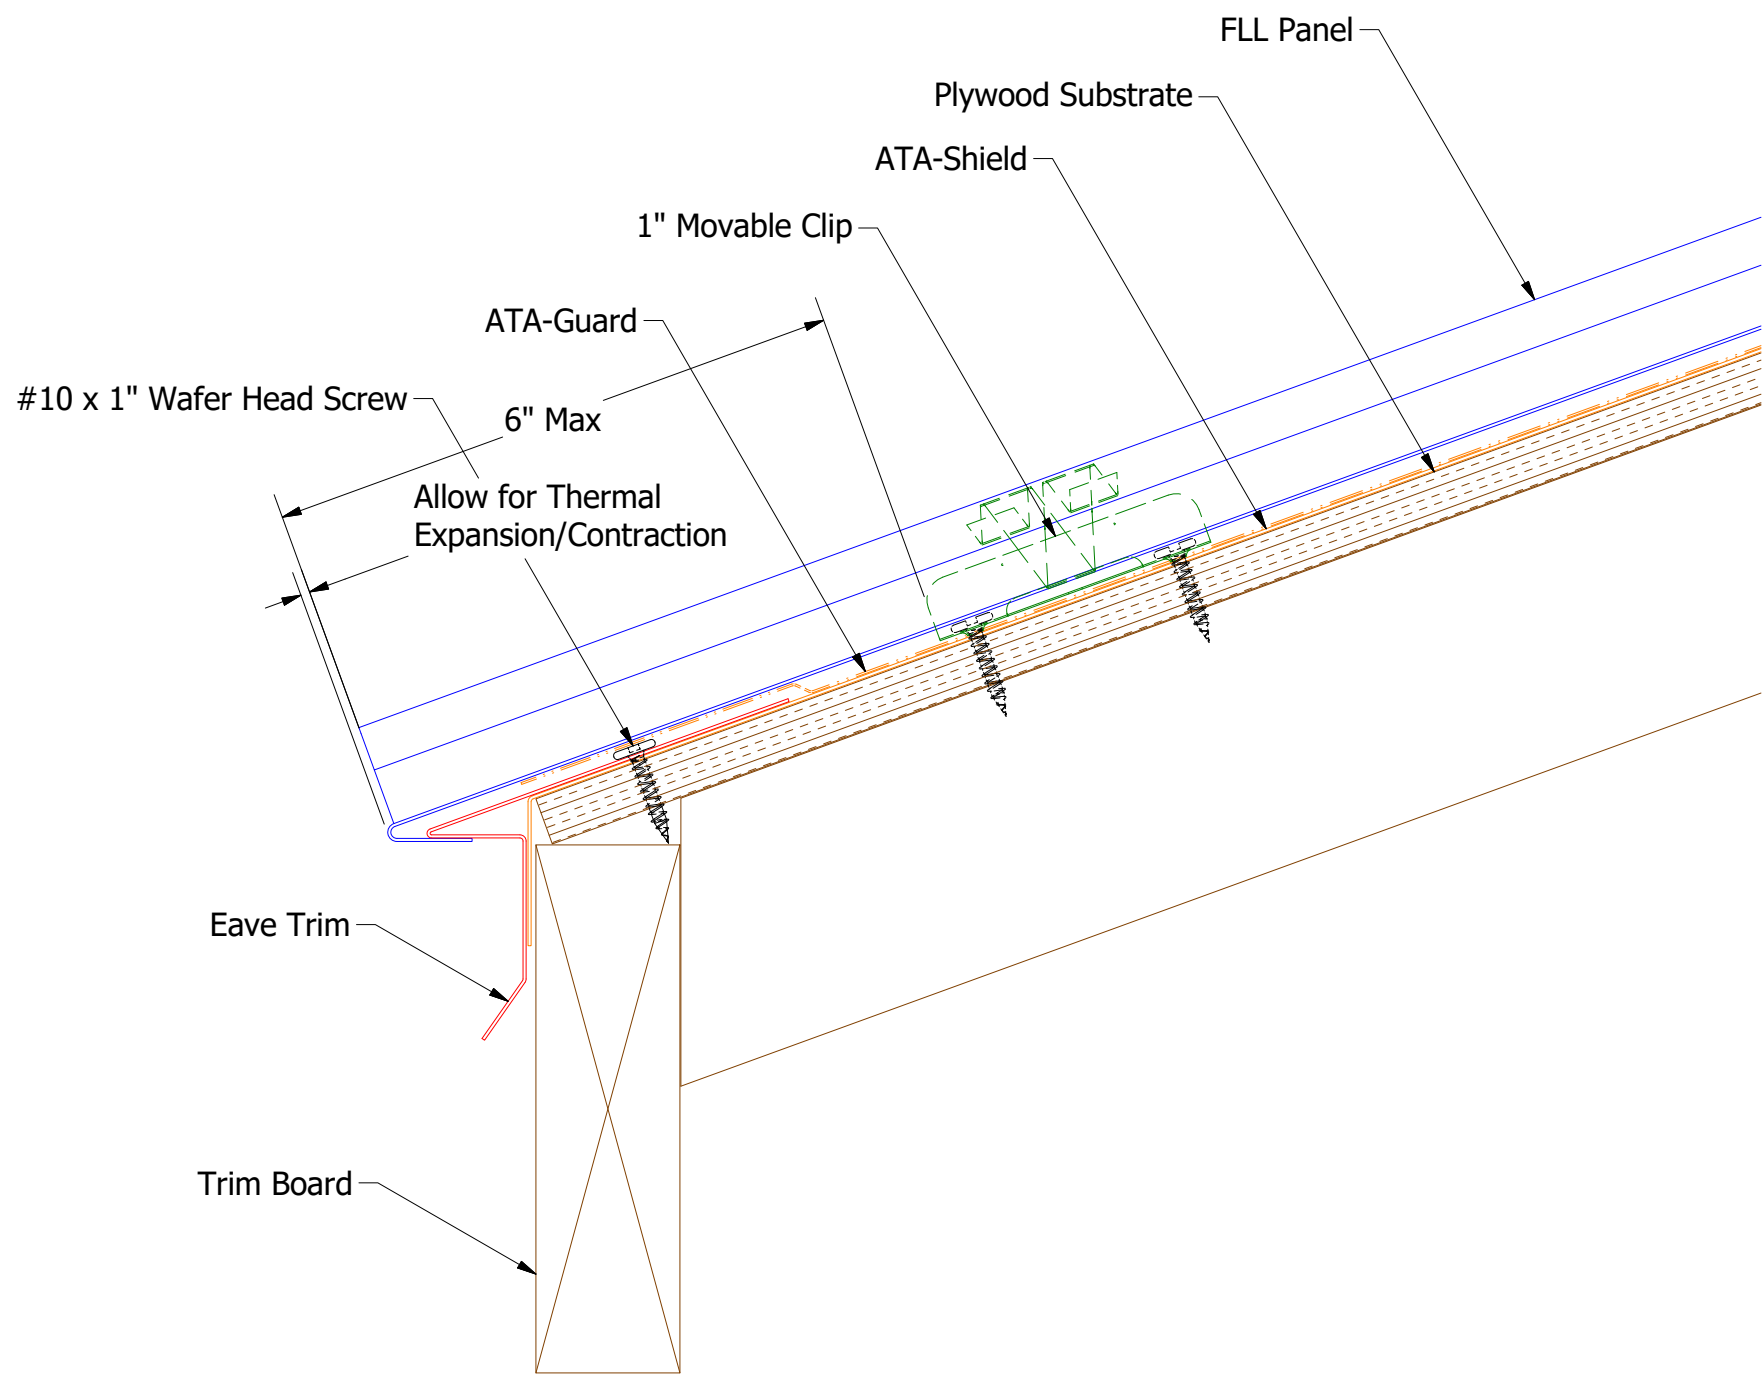 FLL Panel
Plywood Substrate
ATA-Shield
1" Movable Clip
ATA-Guard
#10 x 1" Wafer Head Screw
6" Max
Allow for Thermal
Expansion/Contraction
Eave Trim
Trim Board